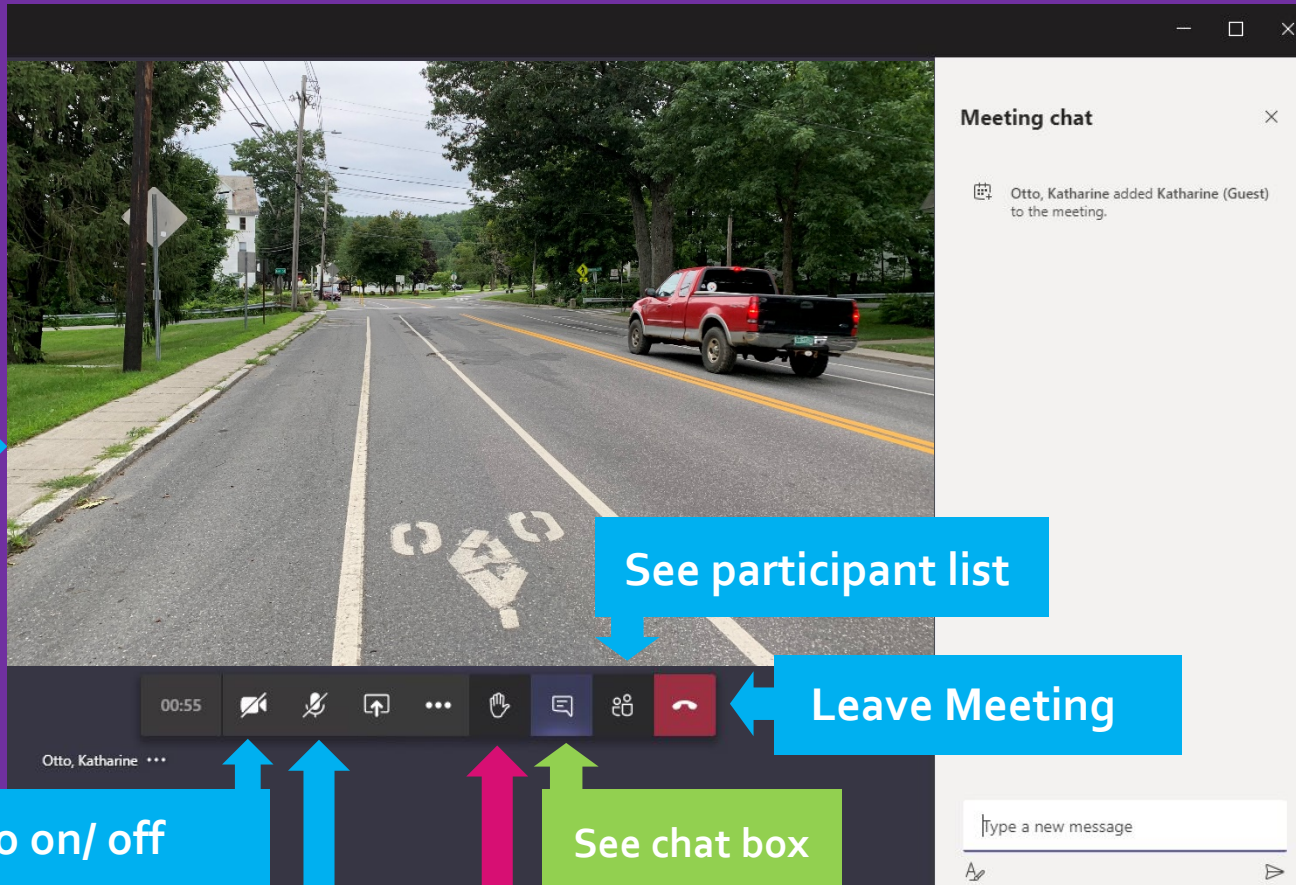 Meeting chat
Otto, Katharine added Katharine (Guest)
to the meeting.
See participant list
00:55
Leave Meeting
Otto, Katharine
o on/ off
See chat box
Type a new message